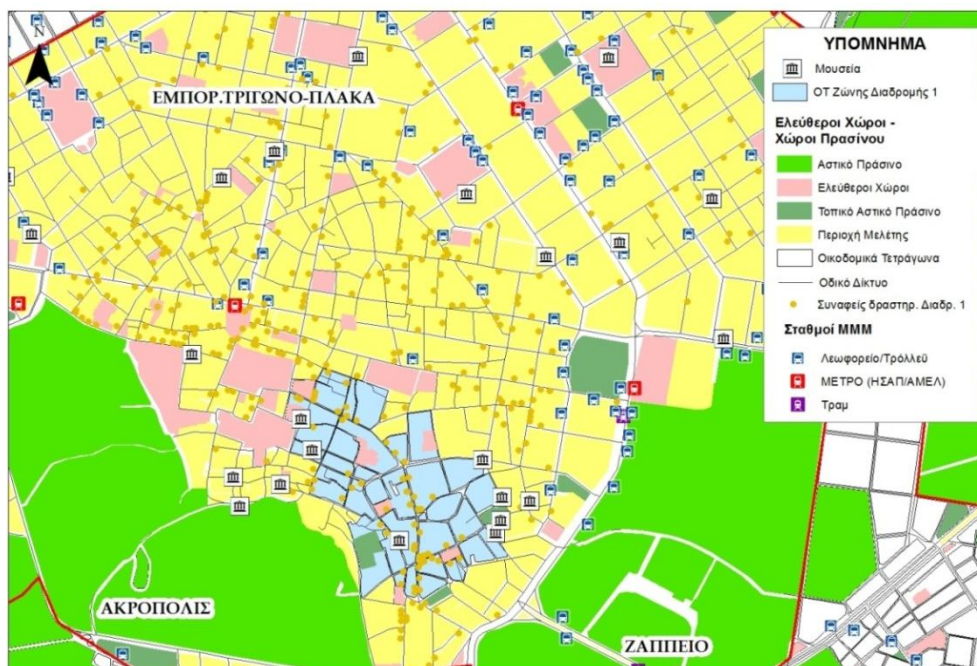 N
ΕΜΠΟΡ.ΤΡΙΓΩΝΟ-ΠΛΑΚΑ
ΑΚΡΟΠΟΛΙΣ
ΖΑΠΠΕΙΟ
ΥΠΟΜΝΗΜΑ
Μουσεία
ΟΤ Ζώνης Διαδρομής 1
Ελεύθεροι Χώροι -
Χώροι Πρασίνου
Αστικό Πράσινο
Ελεύθεροι Χώροι
Τοπικό Αστικό Πράσινο
Περιοχή Μελέτης
Οικοδομικά Τετράγωνα
Οδικό Δίκτυο
Συναφείς δραστηρ. Διαδρ. 1
Σταθμοί ΜΜΜ
Λεωφορείο/Τρόλλεϋ
ΜΕΤΡΟ (ΗΣΑΠ/ΑΜΕΛ)
Τραμ